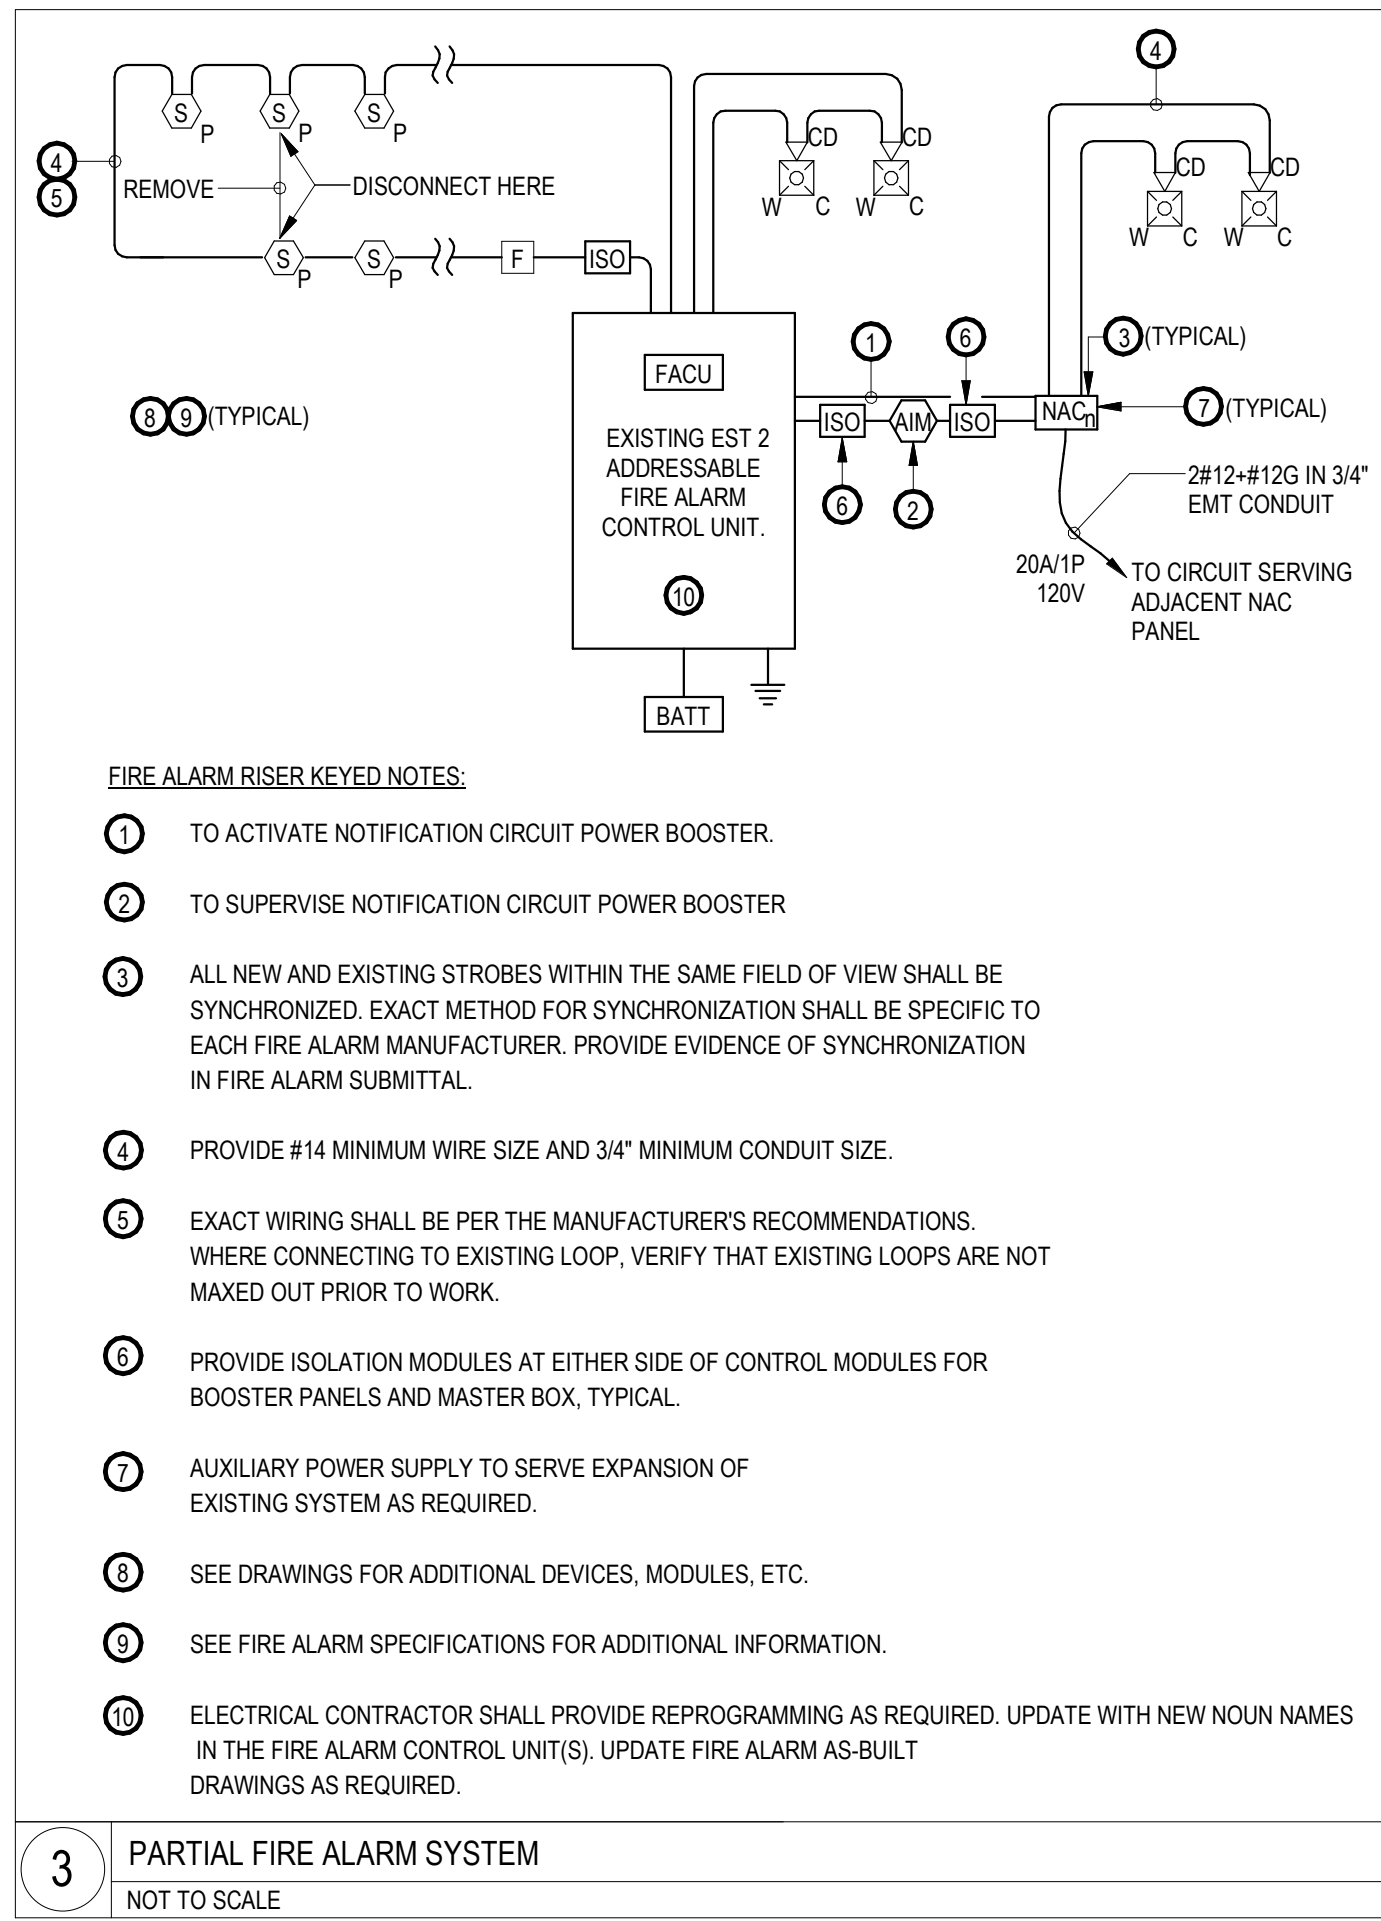 4
S
P
S
P
S
P
4
5
REMOVE
DISCONNECT HERE
S
P
S
P
F
ISO
CD
CD
W
C
W
C
CD
CD
W
C
W
C
1
6
3
(TYPICAL)
FACU
8
9
(TYPICAL)
ISO
AIM
ISO
NACn
7
(TYPICAL)
EXISTING EST 2
ADDRESSABLE
FIRE ALARM
CONTROL UNIT.
6
2
2#12+#12G IN 3/4"
EMT CONDUIT
10
20A/1P
120V
TO CIRCUIT SERVING
ADJACENT NAC
PANEL
BATT
FIRE ALARM RISER KEYED NOTES:
1 TO ACTIVATE NOTIFICATION CIRCUIT POWER BOOSTER.
2 TO SUPERVISE NOTIFICATION CIRCUIT POWER BOOSTER
3 ALL NEW AND EXISTING STROBES WITHIN THE SAME FIELD OF VIEW SHALL BE
SYNCHRONIZED. EXACT METHOD FOR SYNCHRONIZATION SHALL BE SPECIFIC TO
EACH FIRE ALARM MANUFACTURER. PROVIDE EVIDENCE OF SYNCHRONIZATION
IN FIRE ALARM SUBMITTAL.
4 PROVIDE #14 MINIMUM WIRE SIZE AND 3/4" MINIMUM CONDUIT SIZE.
5 EXACT WIRING SHALL BE PER THE MANUFACTURER'S RECOMMENDATIONS.
WHERE CONNECTING TO EXISTING LOOP, VERIFY THAT EXISTING LOOPS ARE NOT
MAXED OUT PRIOR TO WORK.
6 PROVIDE ISOLATION MODULES AT EITHER SIDE OF CONTROL MODULES FOR
BOOSTER PANELS AND MASTER BOX, TYPICAL.
7 AUXILIARY POWER SUPPLY TO SERVE EXPANSION OF
EXISTING SYSTEM AS REQUIRED.
8 SEE DRAWINGS FOR ADDITIONAL DEVICES, MODULES, ETC.
9 SEE FIRE ALARM SPECIFICATIONS FOR ADDITIONAL INFORMATION.
10 ELECTRICAL CONTRACTOR SHALL PROVIDE REPROGRAMMING AS REQUIRED. UPDATE WITH NEW NOUN NAMES
IN THE FIRE ALARM CONTROL UNIT(S). UPDATE FIRE ALARM AS-BUILT
DRAWINGS AS REQUIRED.
3 PARTIAL FIRE ALARM SYSTEM
NOT TO SCALE